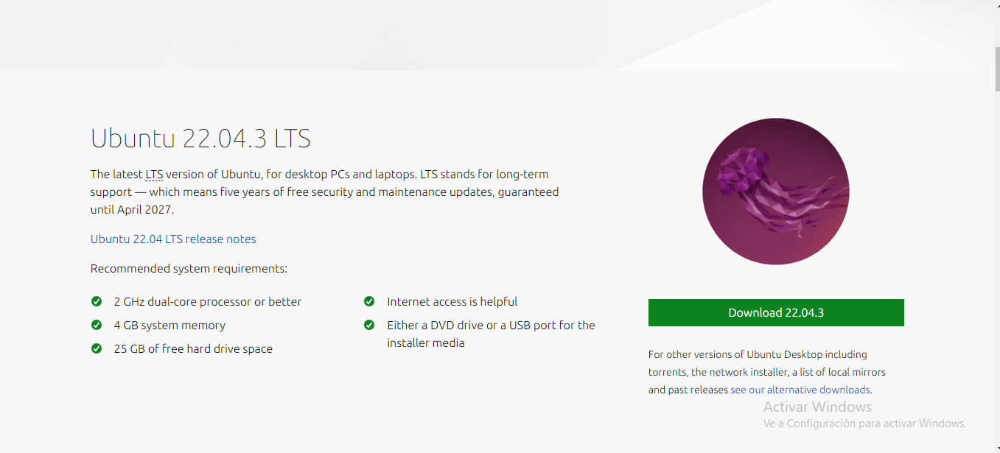 Ubuntu 22.04.3 LTS
The latest LTS version of Ubuntu, for desktop PCs and laptops. LTS stands for long-term
support — which means five years of free security and maintenance updates, guaranteed
until April 2027.
Ubuntu 22.04 LTS release notes
Recommended system requirements:
2 GHz dual-core processor or better
4 GB system memory
25 GB of free hard drive space
Internet access is helpful
Either a DVD drive or a USB port for the
installer media
Download 22.04.3
For other versions of Ubuntu Desktop including
torrents, the network installer, a list of local mirrors
and past releases see our alternative downloads.
Activar Windows
Ve a Configuración para activar Windows.